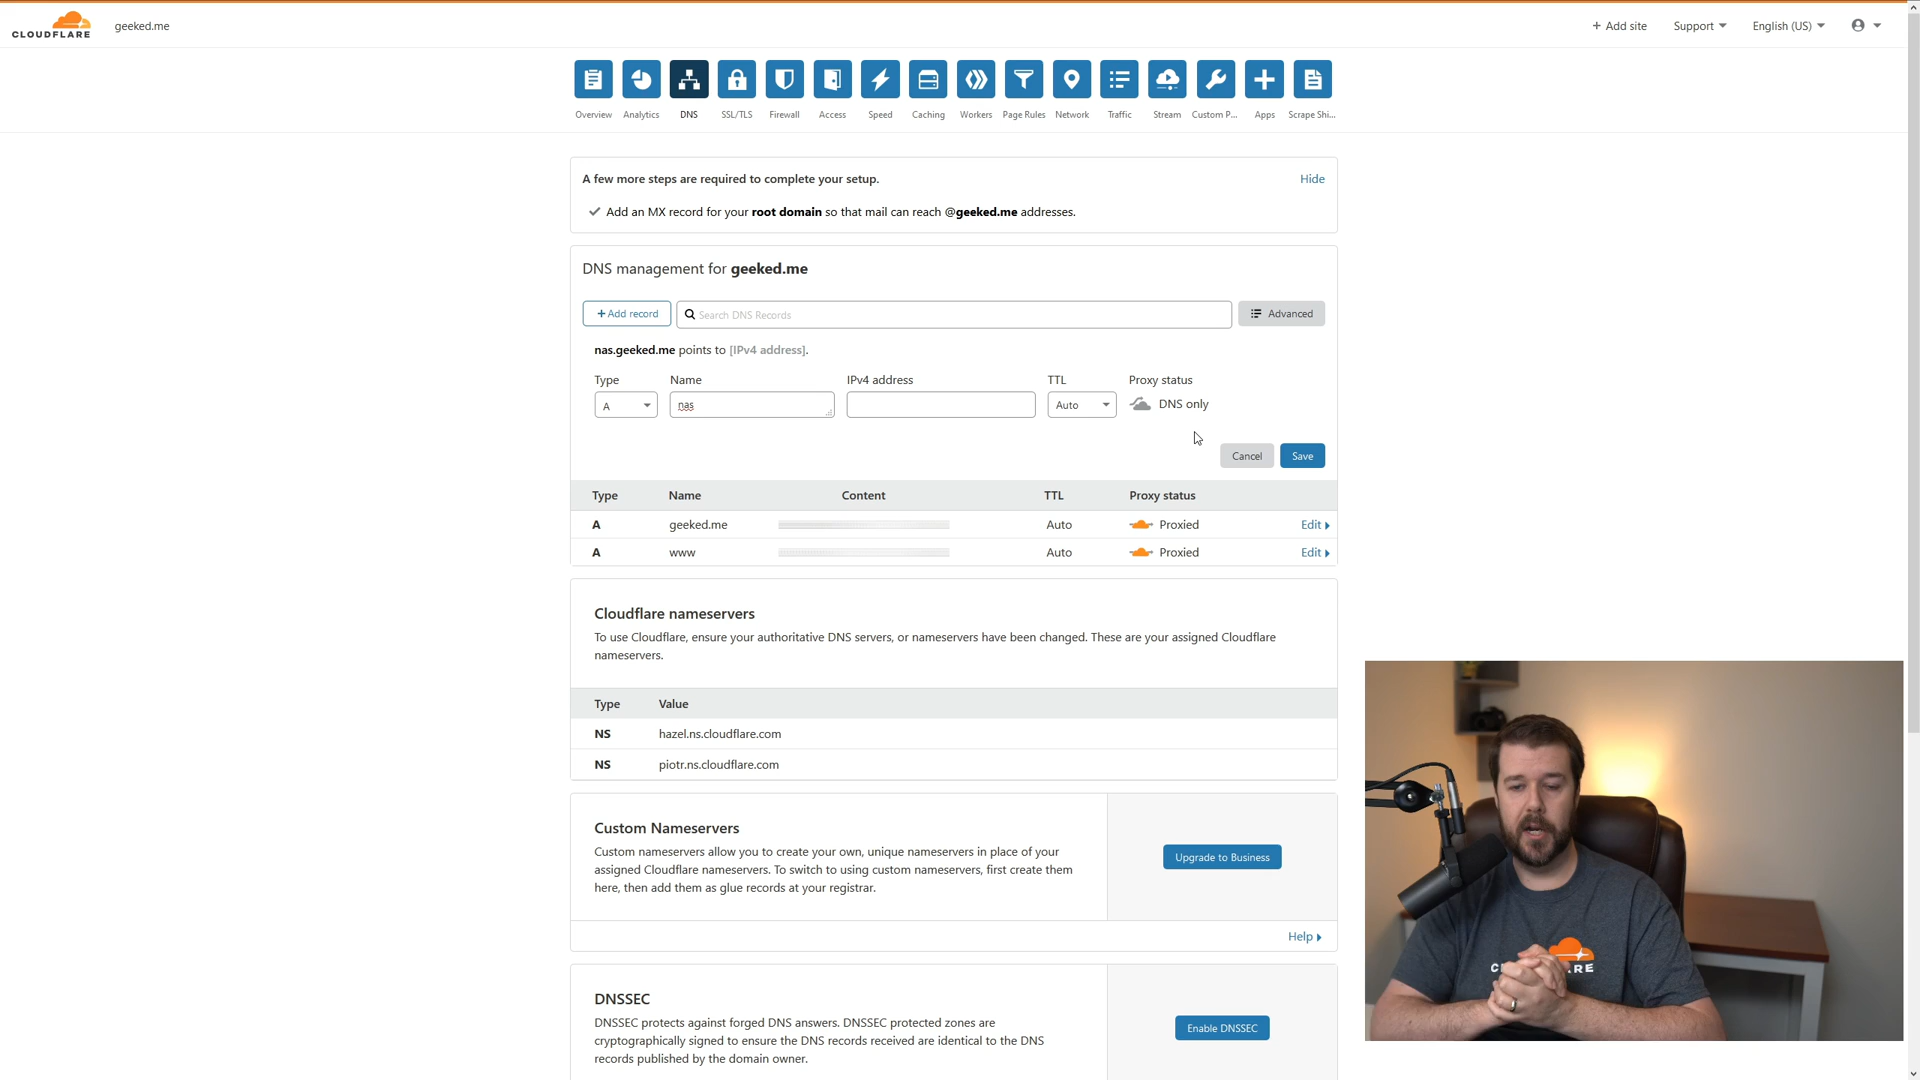 CLOUDFLARE
geeked.me
+ Add site
Support
English (US)
Overview
Analytics
DNS
SSL/TLS
Firewall
Access
Speed
Caching
Workers
Page Rules
Network
Traffic
Stream
Custom P...
Apps
Scrape Shi...
A few more steps are required to complete your setup.
Hide
Add an MX record for your root domain so that mail can reach @geeked.me addresses.
DNS management for geeked.me
+ Add record
Search DNS Records
Advanced
nas.geeked.me points to [IPv4 address].
Type Name IPv4 address TTL Proxy status
A nas Auto DNS only
Cancel
Save
Type Name Content TTL Proxy status
A geeked.me Auto Proxied Edit
A www Auto Proxied Edit
Cloudflare nameservers
To use Cloudflare, ensure your authoritative DNS servers, or nameservers have been changed. These are your assigned Cloudflare
nameservers.
Type Value
NS hazel.ns.cloudflare.com
NS piotr.ns.cloudflare.com
Custom Nameservers
Custom nameservers allow you to create your own, unique nameservers in place of your
assigned Cloudflare nameservers. To switch to using custom nameservers, first create them
here, then add them as glue records at your registrar.
Upgrade to Business
Help
DNSSEC
DNSSEC protects against forged DNS answers. DNSSEC protected zones are
cryptographically signed to ensure the DNS records received are identical to the DNS
records published by the domain owner.
Enable DNSSEC